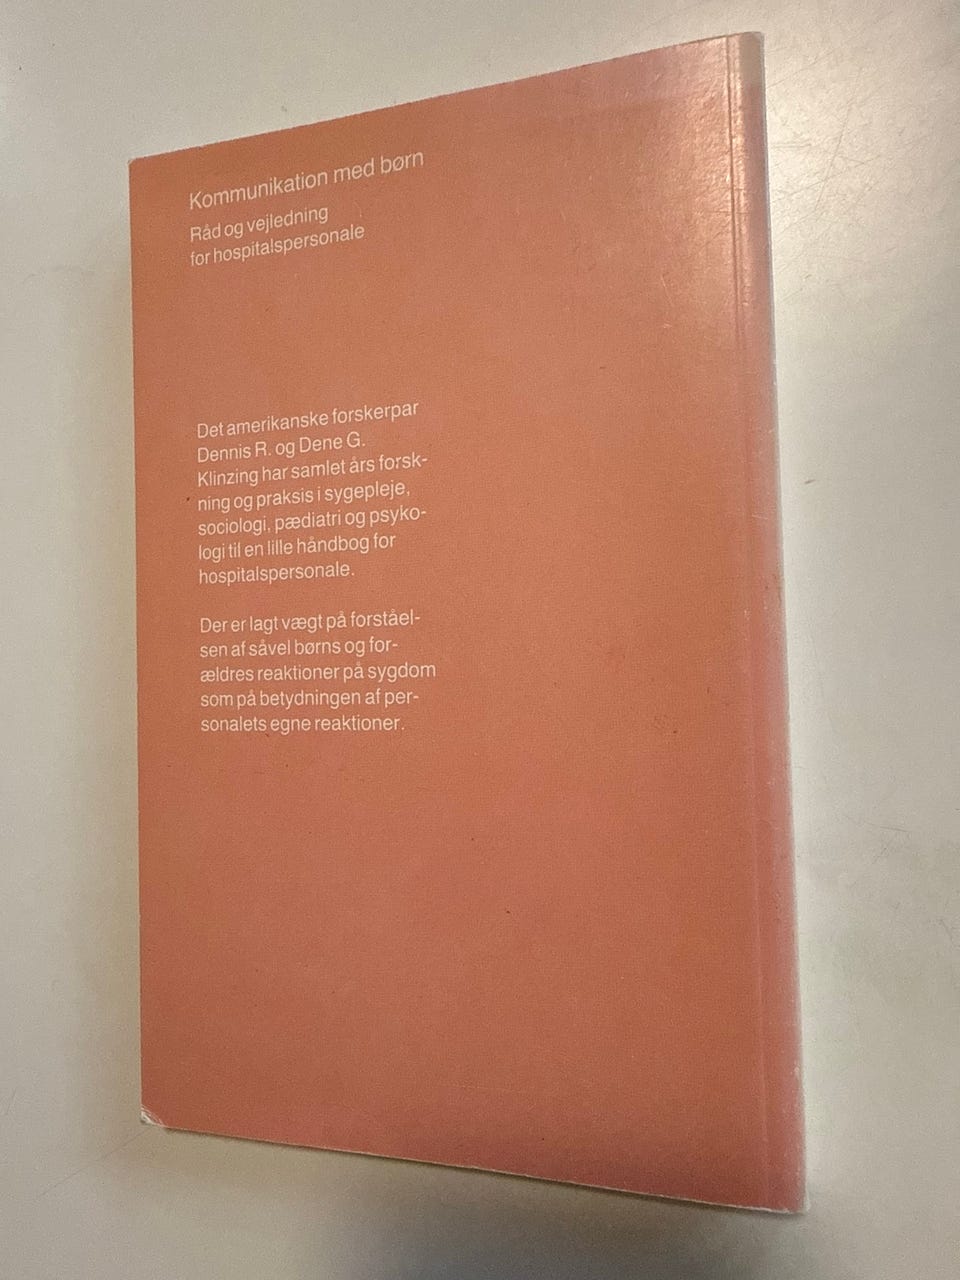 Kommunikation med børn
Råd og vejledning
for hospitalspersonale
Det amerikanske forskerpar
Dennis R. og Dene G.
Klinzing har samlet års forsk-
ning og praksis i sygepleje,
sociologi, pædiatri og psyko-
logi til en lille håndbog for
hospitalspersonale.
Der er lagt vægt på forståel-
sen af såvel børns og for-
ældres reaktioner på sygdom
som på betydningen af per-
sonalets egne reaktioner.